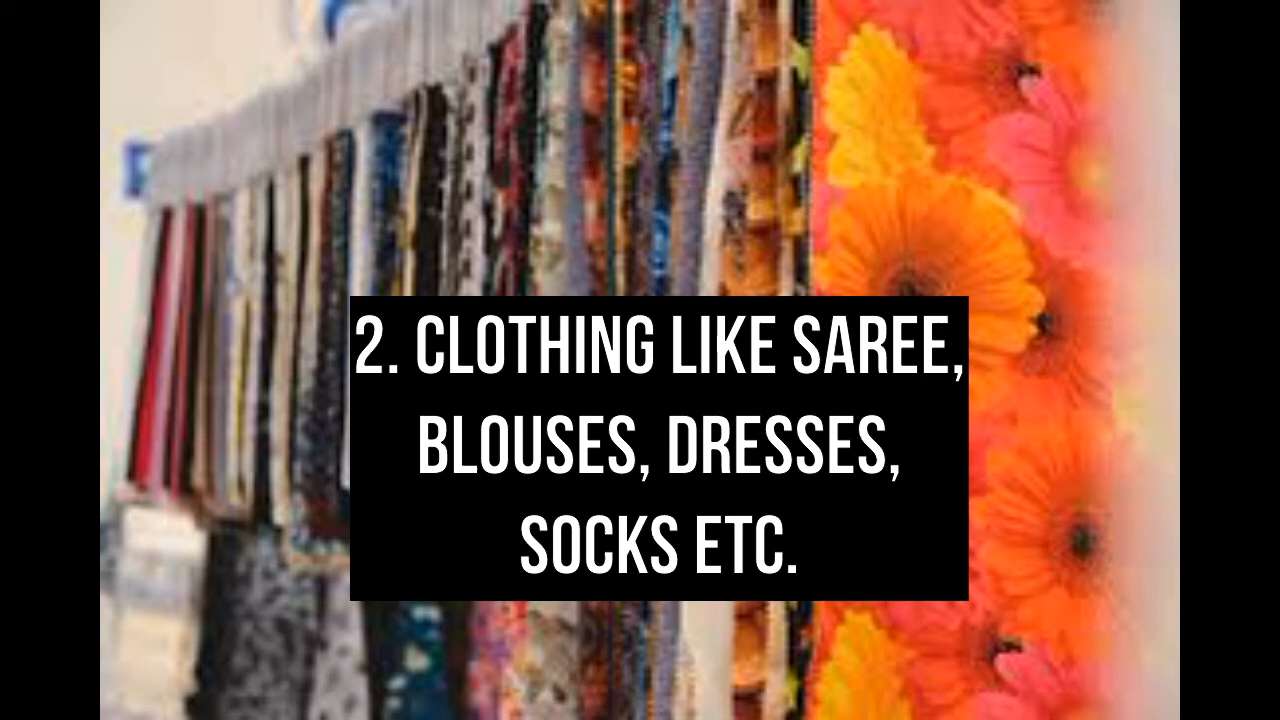 2. CLOTHING LIKE SAREE,
BLOUSES, DRESSES,
SOCKS ETC.